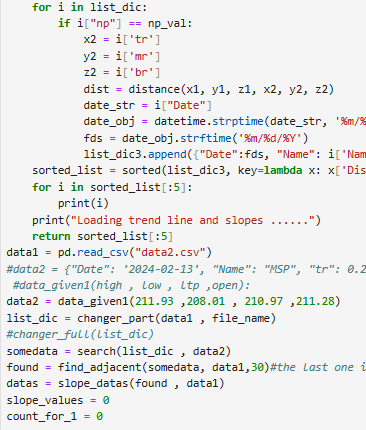 for i in list_dic:
if i["np"] == np_val:
x2 = i['tr']
y2 = i['mr']
z2 = i['br']
dist = distance(x1, y1, z1, x2, y2, z2)
date_str = i["Date"]
date_obj = datetime.strptime(date_str, '%m/%
fds = date_obj.strftime('%m/%d/%Y')
list_dic3.append({"Date":fds, "Name": i['Nam
sorted_list = sorted(list_dic3, key=lambda x: x['Dis
for i in sorted_list[:5]:
print(i)
print("Loading trend line and slopes ......")
return sorted_list[:5]
data1 = pd.read_csv("data2.csv")
#data2 = {"Date": '2024-02-13', "Name": "MSP", "tr": 0.2
#data_given1(high , low , ltp ,open):
data2 = data_given1(211.93 ,208.01 , 210.97 ,211.28)
list_dic = changer_part(data1 , file_name)
#changer_full(list_dic)
somedata = search(list_dic , data2)
found = find_adjacent(somedata, data1,30)#the last one i
datas = slope_datas(found , data1)
slope_values = 0
count_for_1 = 0